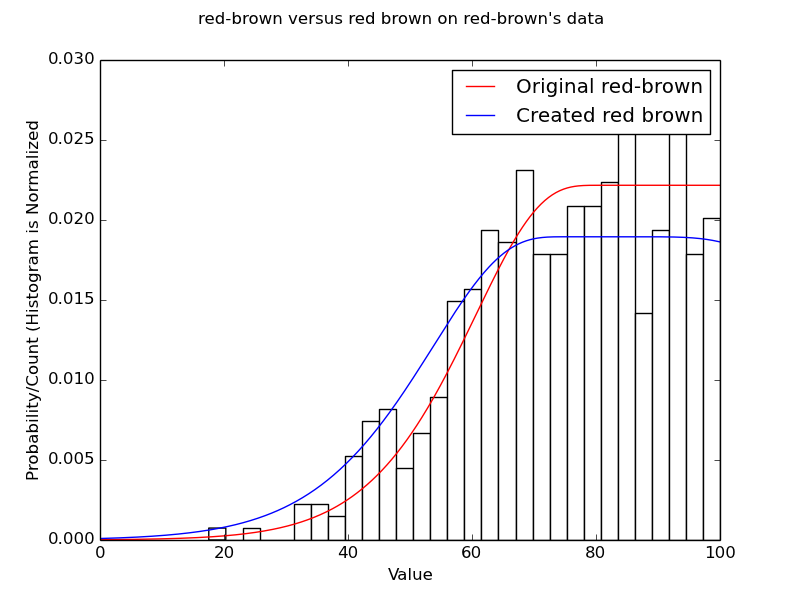 red-brown versus red brown on red-brown's data
0.030
Original red-brown
Created red brown
0.025
0.020
0.015
0.010
0.005
0.000
Probability/Count (Histogram is Normalized
0 20 40 60 80 100
Value